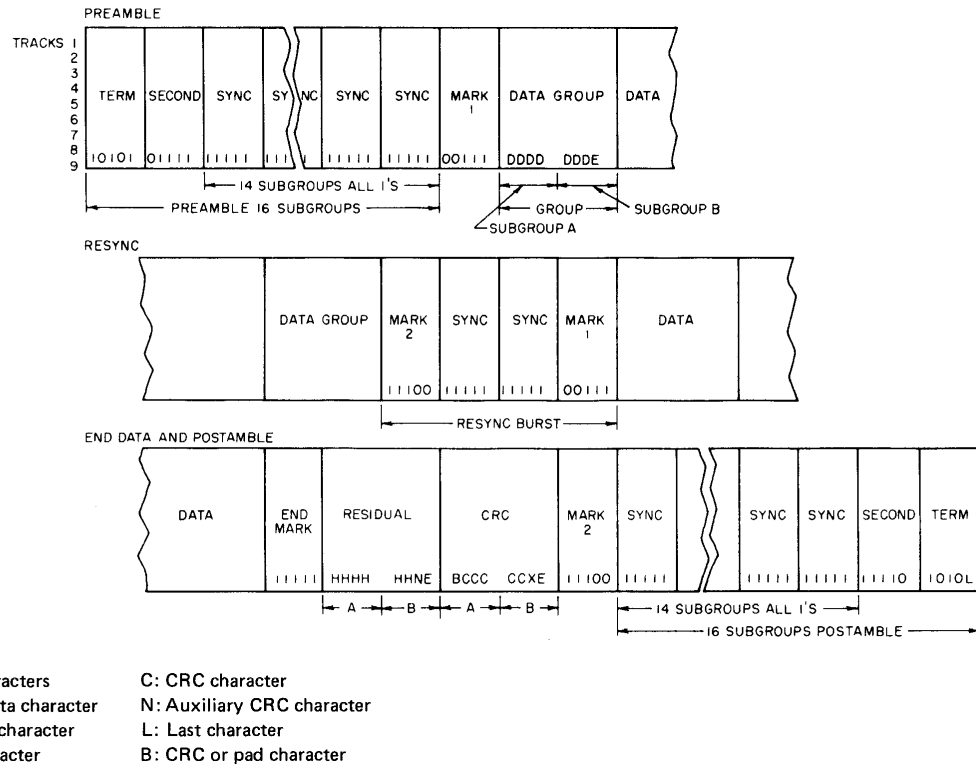 PREAMBLE
TRACKS 1
2
3
4
5
6
7
8
9
TERM SECOND SYNC SY NC SYNC SYNC MARK 1 DATA GROUP DATA
10101 01111 11111 111 1 11111 11111 00111 DDDD DDDE
14 SUBGROUPS ALL 1'S
PREAMBLE 16 SUBGROUPS
GROUP
SUBGROUP B
SUBGROUP A
RESYNC
DATA GROUP MARK 2 SYNC SYNC MARK 1 DATA
11100 11111 11111 00111
RESYNC BURST
END DATA AND POSTAMBLE
DATA END MARK RESIDUAL CRC MARK 2 SYNC SYNC SYNC SECOND TERM
11111 HHHH HHNE BCCC CCXE 11100 11111 11111 11111 11110 1010L
A B A B
14 SUBGROUPS ALL 1'S
16 SUBGROUPS POSTAMBLE
racters C: CRC character
ta character N: Auxiliary CRC character
character L: Last character
acter B: CRC or pad character